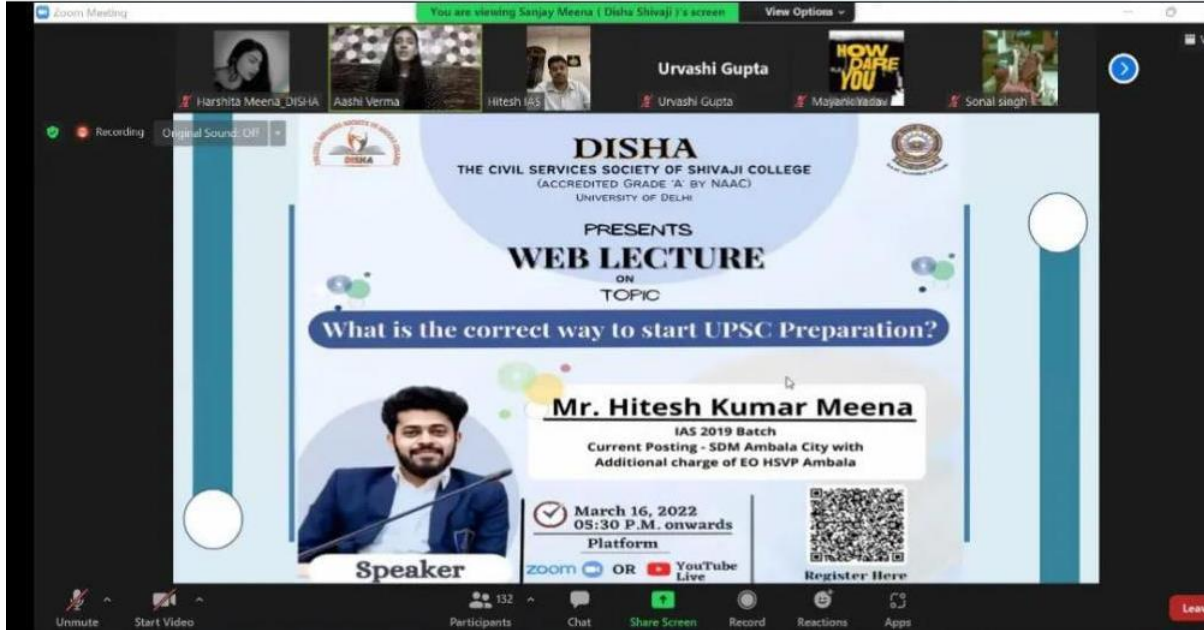 Zoom Meeting
You are viewing Sanjay Meena ( Disha Shivaji )'s screen
View Options
HOW
DARE
YOU
Urvashi Gupta
Harshita Meena_DISHA
Aashi Verma
Hitesh IAS
Urvashi Gupta
Mayank Yadav
Sonal singh
Recording
Original Sound: Off
DISHA
DISHA
THE CIVIL SERVICES SOCIETY OF SHIVAJI COLLEGE
(ACCREDITED GRADE 'A' BY NAAC)
UNIVERSITY OF DELHI
PRESENTS
WEB LECTURE
ON
TOPIC
What is the correct way to start UPSC Preparation?
Mr. Hitesh Kumar Meena
IAS 2019 Batch
Current Posting - SDM Ambala City with
Additional charge of EO HSVP Ambala
March 16, 2022
05:30 P.M. onwards
Platform
zoom OR YouTube
Live
Speaker
Register Here
Unmute
Start Video
132
Participants
Chat
Share Screen
Record
Reactions
Apps
Leav